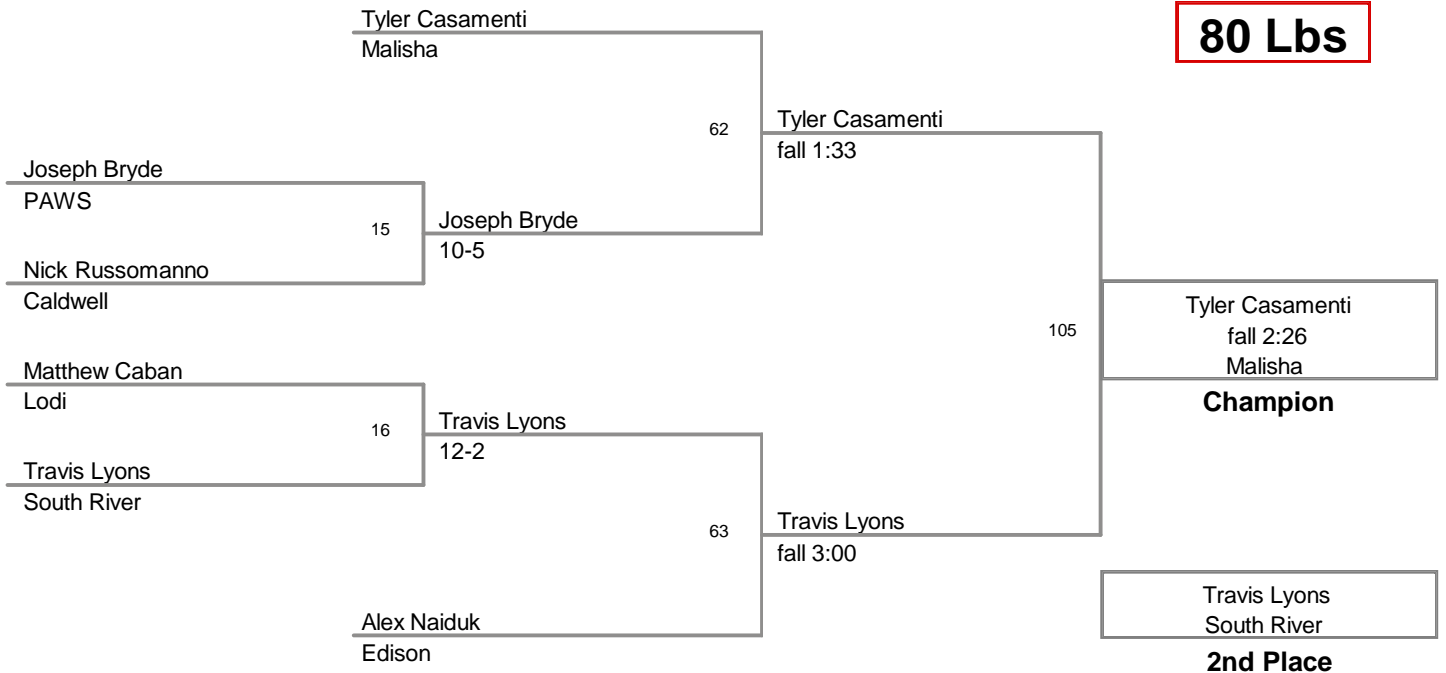 Tyler Casamenti
Malisha
80 Lbs
62
Tyler Casamenti
fall 1:33
Joseph Bryde
PAWS
15
Joseph Bryde
10-5
Nick Russomanno
Caldwell
105
Tyler Casamenti
fall 2:26
Malisha
Champion
Matthew Caban
Lodi
16
Travis Lyons
12-2
Travis Lyons
South River
63
Travis Lyons
fall 3:00
Alex Naiduk
Edison
Travis Lyons
South River
2nd Place